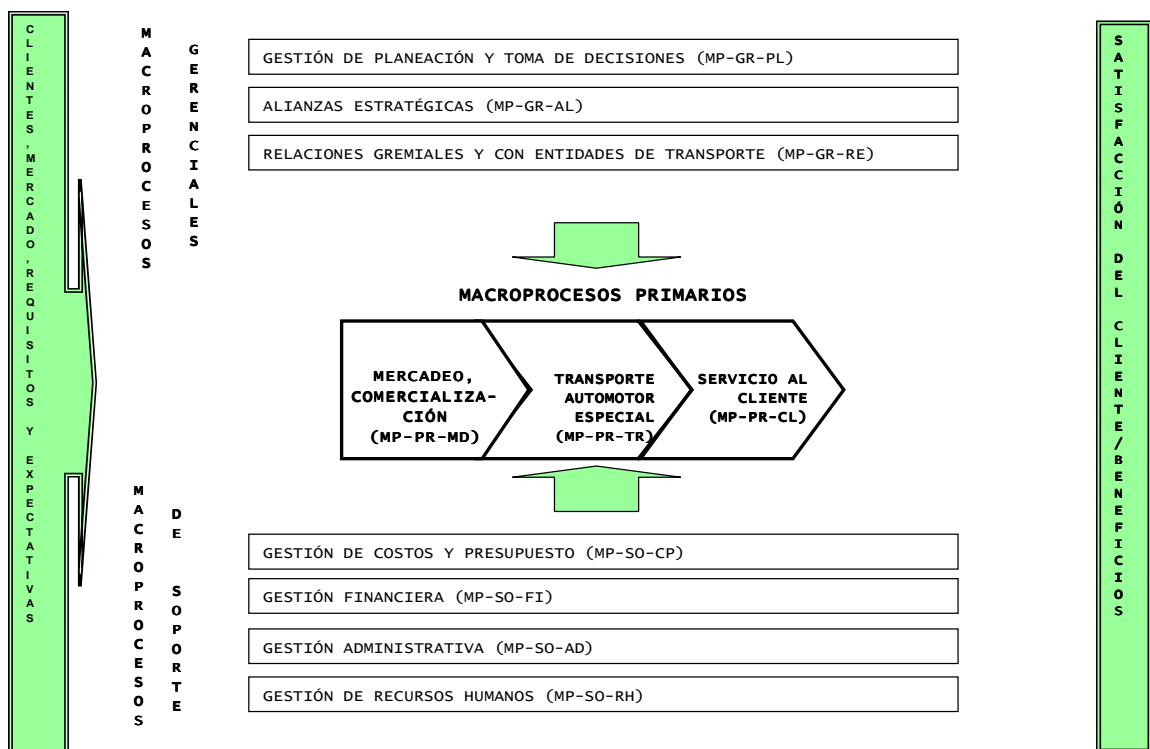 CLIENTES, MERCADO, REQUISITOS Y EXPECTATIVAS
MACROPROCESOS
GERENCIALES
GESTIÓN DE PLANEACIÓN Y TOMA DE DECISIONES (MP-GR-PL)
ALIANZAS ESTRATÉGICAS (MP-GR-AL)
RELACIONES GREMIALES Y CON ENTIDADES DE TRANSPORTE (MP-GR-RE)
MACROPROCESOS PRIMARIOS
MERCADEO,
COMERCIALIZA-
CIÓN
(MP-PR-MD)
TRANSPORTE
AUTOMOTOR
ESPECIAL
(MP-PR-TR)
SERVICIO AL
CLIENTE
(MP-PR-CL)
MACROPROCESOS
DE SOPORTE
GESTIÓN DE COSTOS Y PRESUPUESTO (MP-SO-CP)
GESTIÓN FINANCIERA (MP-SO-FI)
GESTIÓN ADMINISTRATIVA (MP-SO-AD)
GESTIÓN DE RECURSOS HUMANOS (MP-SO-RH)
SATISFACCIÓN DEL CLIENTE/BENEFICIOS